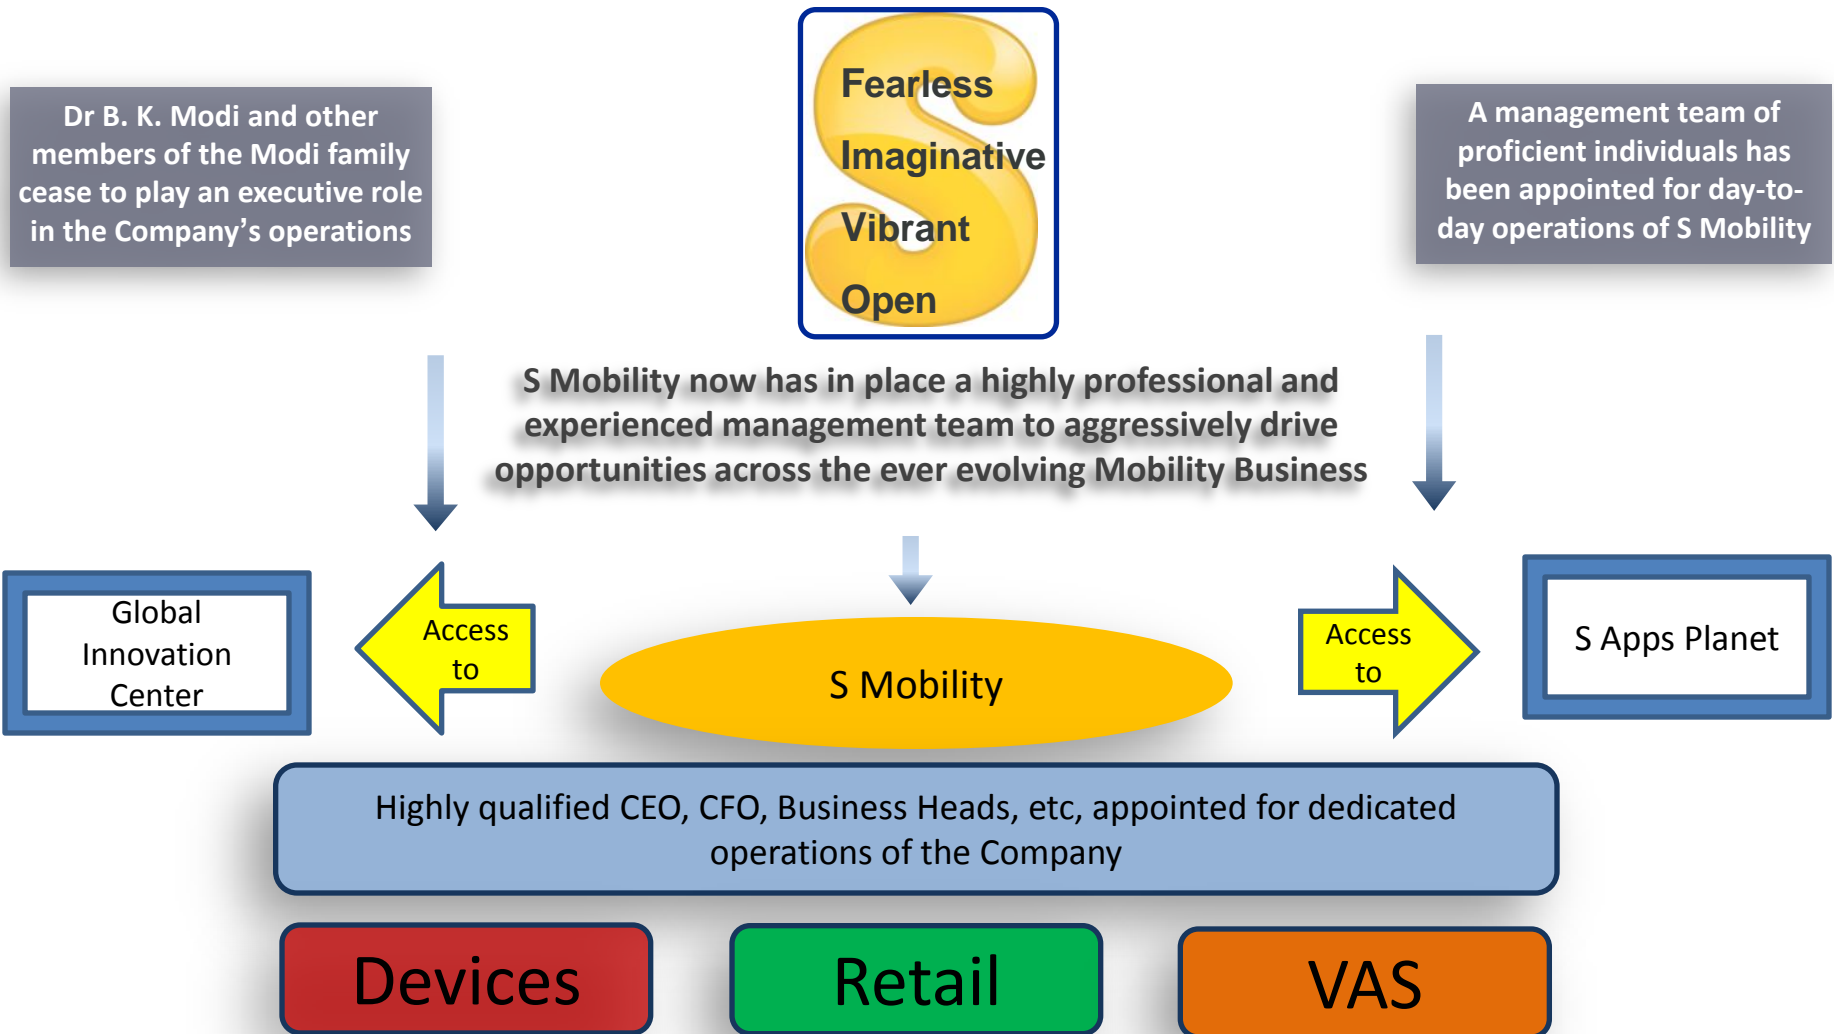 Fearless
Imaginative
Vibrant
Open
Dr B. K. Modi and other
members of the Modi family
cease to play an executive role
in the Company’s operations
A management team of
proficient individuals has
been appointed for day-to-
day operations of S Mobility
S Mobility now has in place a highly professional and
experienced management team to aggressively drive
opportunities across the ever evolving Mobility Business
Global
Innovation
Center
Access
to
S Mobility
Access
to
S Apps Planet
Highly qualified CEO, CFO, Business Heads, etc, appointed for dedicated
operations of the Company
Devices
Retail
VAS